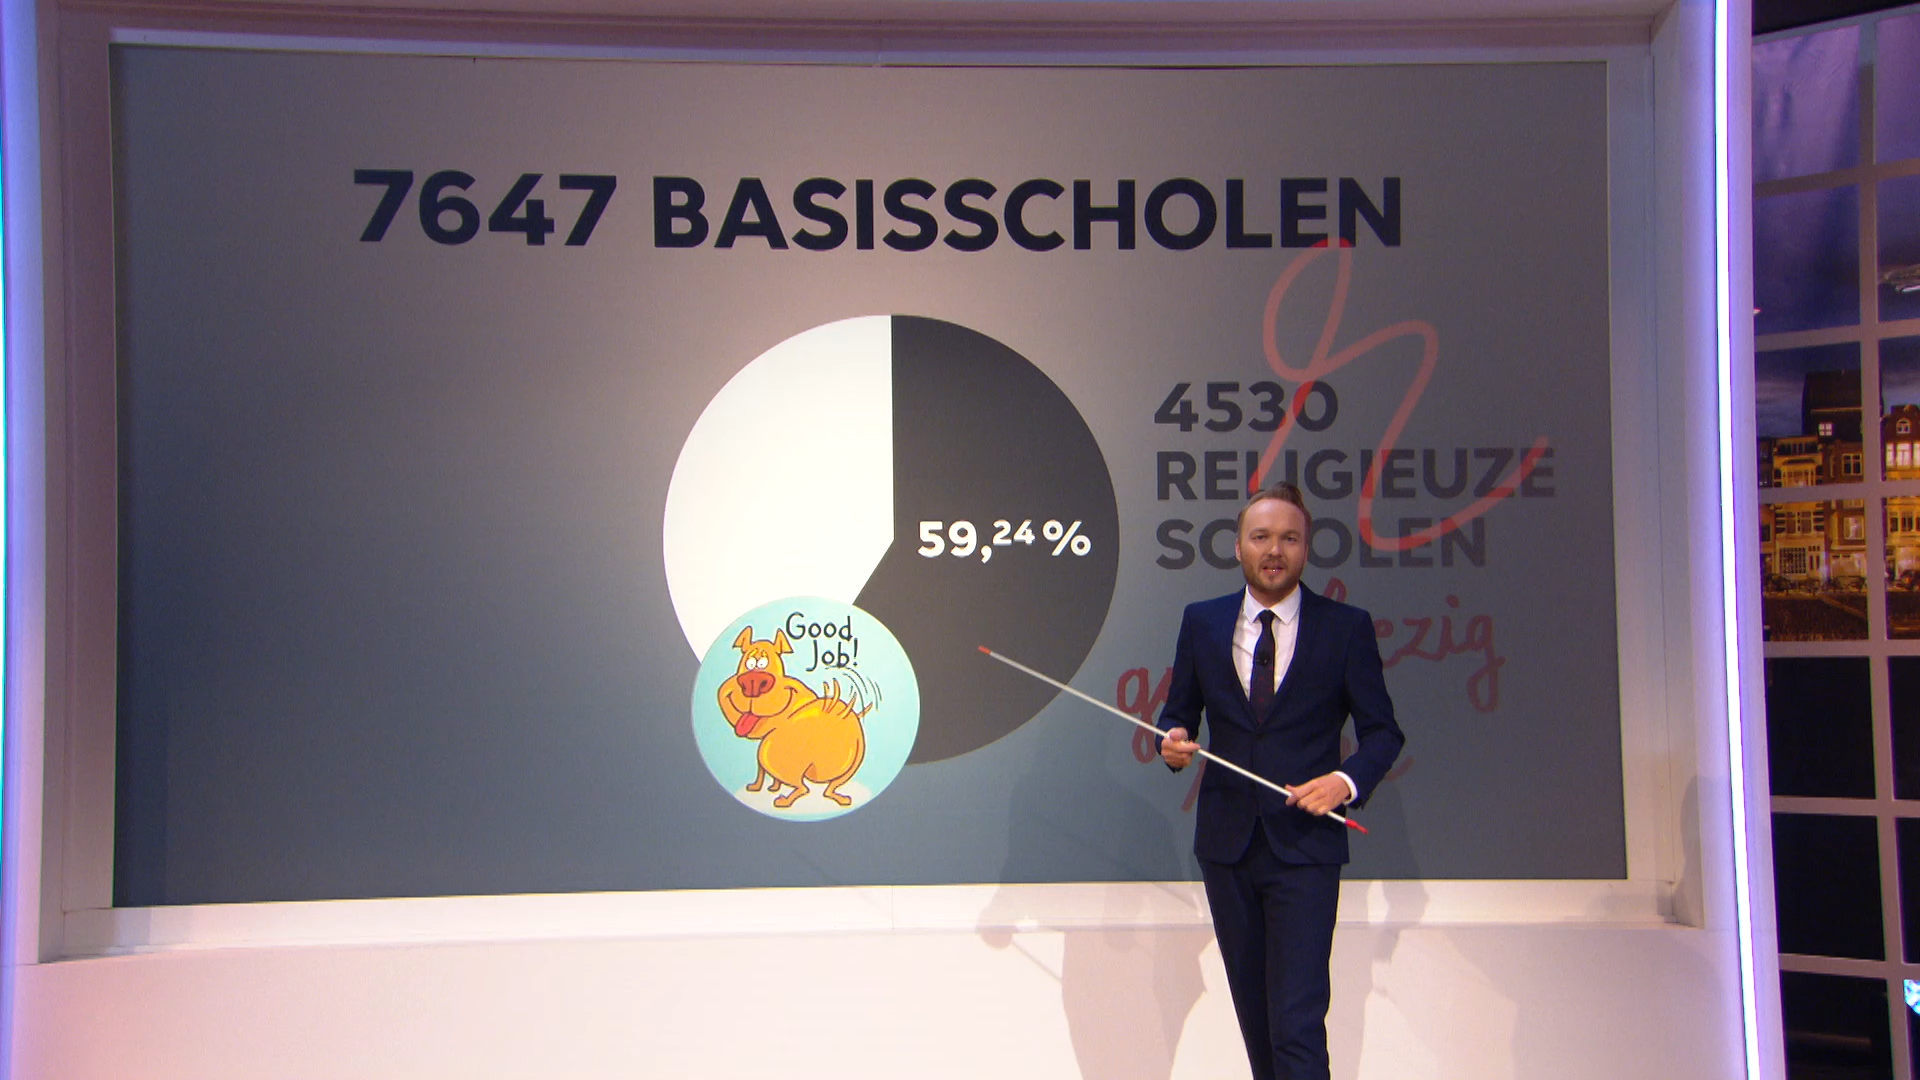 7647 BASISSCHOLEN
4530
RELIGIEUZE
SCHOLEN
59,24%
Good
Job!